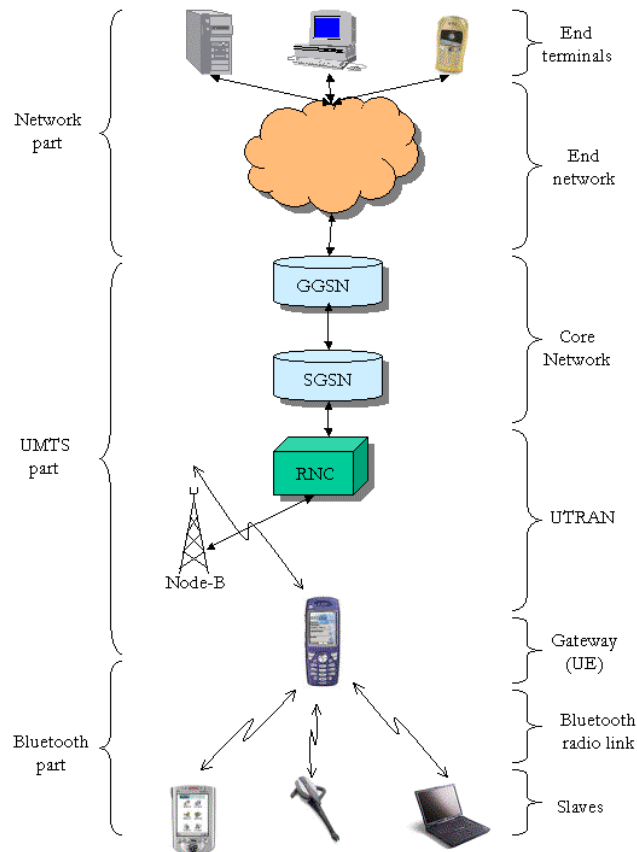 End
terminals
Network
part
End
network
GGSN
Core
Network
SGSN
UMTS
part
RNC
UTRAN
Node-B
Gateway
(UE)
Bluetooth
radio link
Bluetooth
part
Slaves